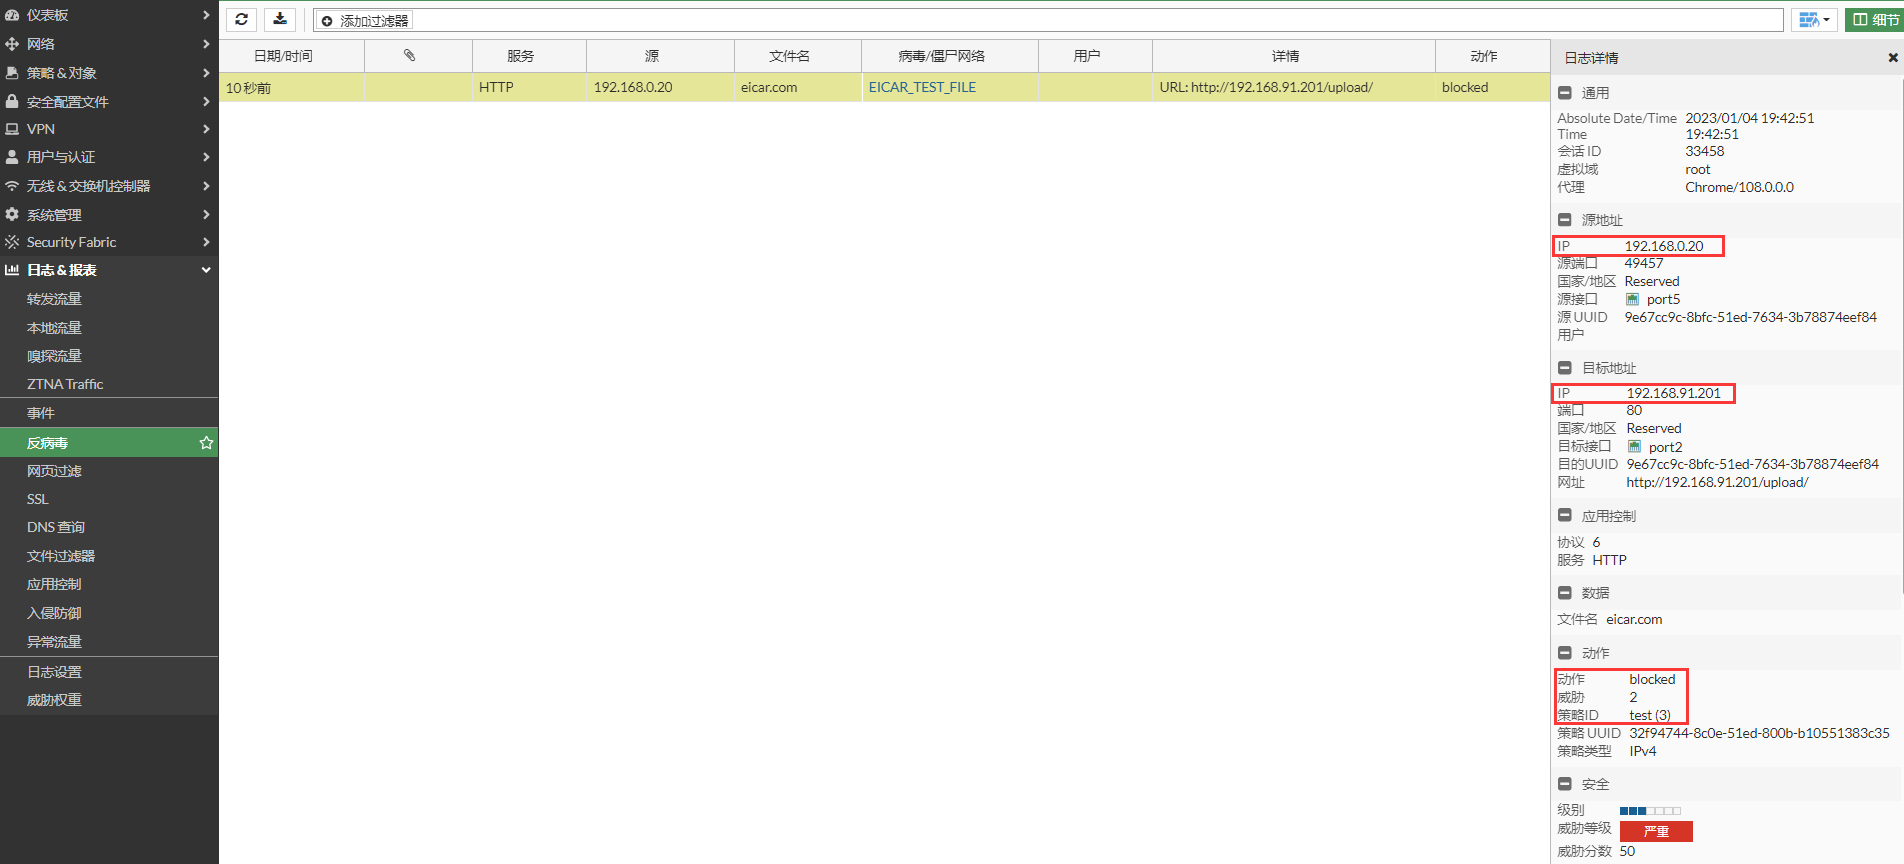 仪表板
网络
策略 & 对象
安全配置文件
VPN
用户与认证
无线 & 交换机控制器
系统管理
Security Fabric
日志 & 报表
转发流量
本地流量
嗅探流量
ZTNA Traffic
事件
反病毒
网页过滤
SSL
DNS 查询
文件过滤器
应用控制
入侵防御
异常流量
日志设置
威胁权重
添加过滤器
细节
日期/时间 服务 源 文件名 病毒/僵尸网络 用户 详情 动作
10 秒前 HTTP 192.168.0.20 eicar.com EICAR_TEST_FILE URL: http://192.168.91.201/upload/ blocked
日志详情
通用
Absolute Date/Time 2023/01/04 19:42:51
Time 19:42:51
会话 ID 33458
虚拟域 root
代理 Chrome/108.0.0.0
源地址
IP 192.168.0.20
源端口 49457
国家/地区 Reserved
源接口 port5
源 UUID 9e67cc9c-8bfc-51ed-7634-3b78874eef84
用户
目标地址
IP 192.168.91.201
端口 80
国家/地区 Reserved
目标接口 port2
目的UUID 9e67cc9c-8bfc-51ed-7634-3b78874eef84
网址 http://192.168.91.201/upload/
应用控制
协议 6
服务 HTTP
数据
文件名 eicar.com
动作
动作 blocked
威胁 2
策略ID test (3)
策略 UUID 32f94744-8c0e-51ed-800b-b10551383c35
策略类型 IPv4
安全
级别
威胁等级 严重
威胁分数 50